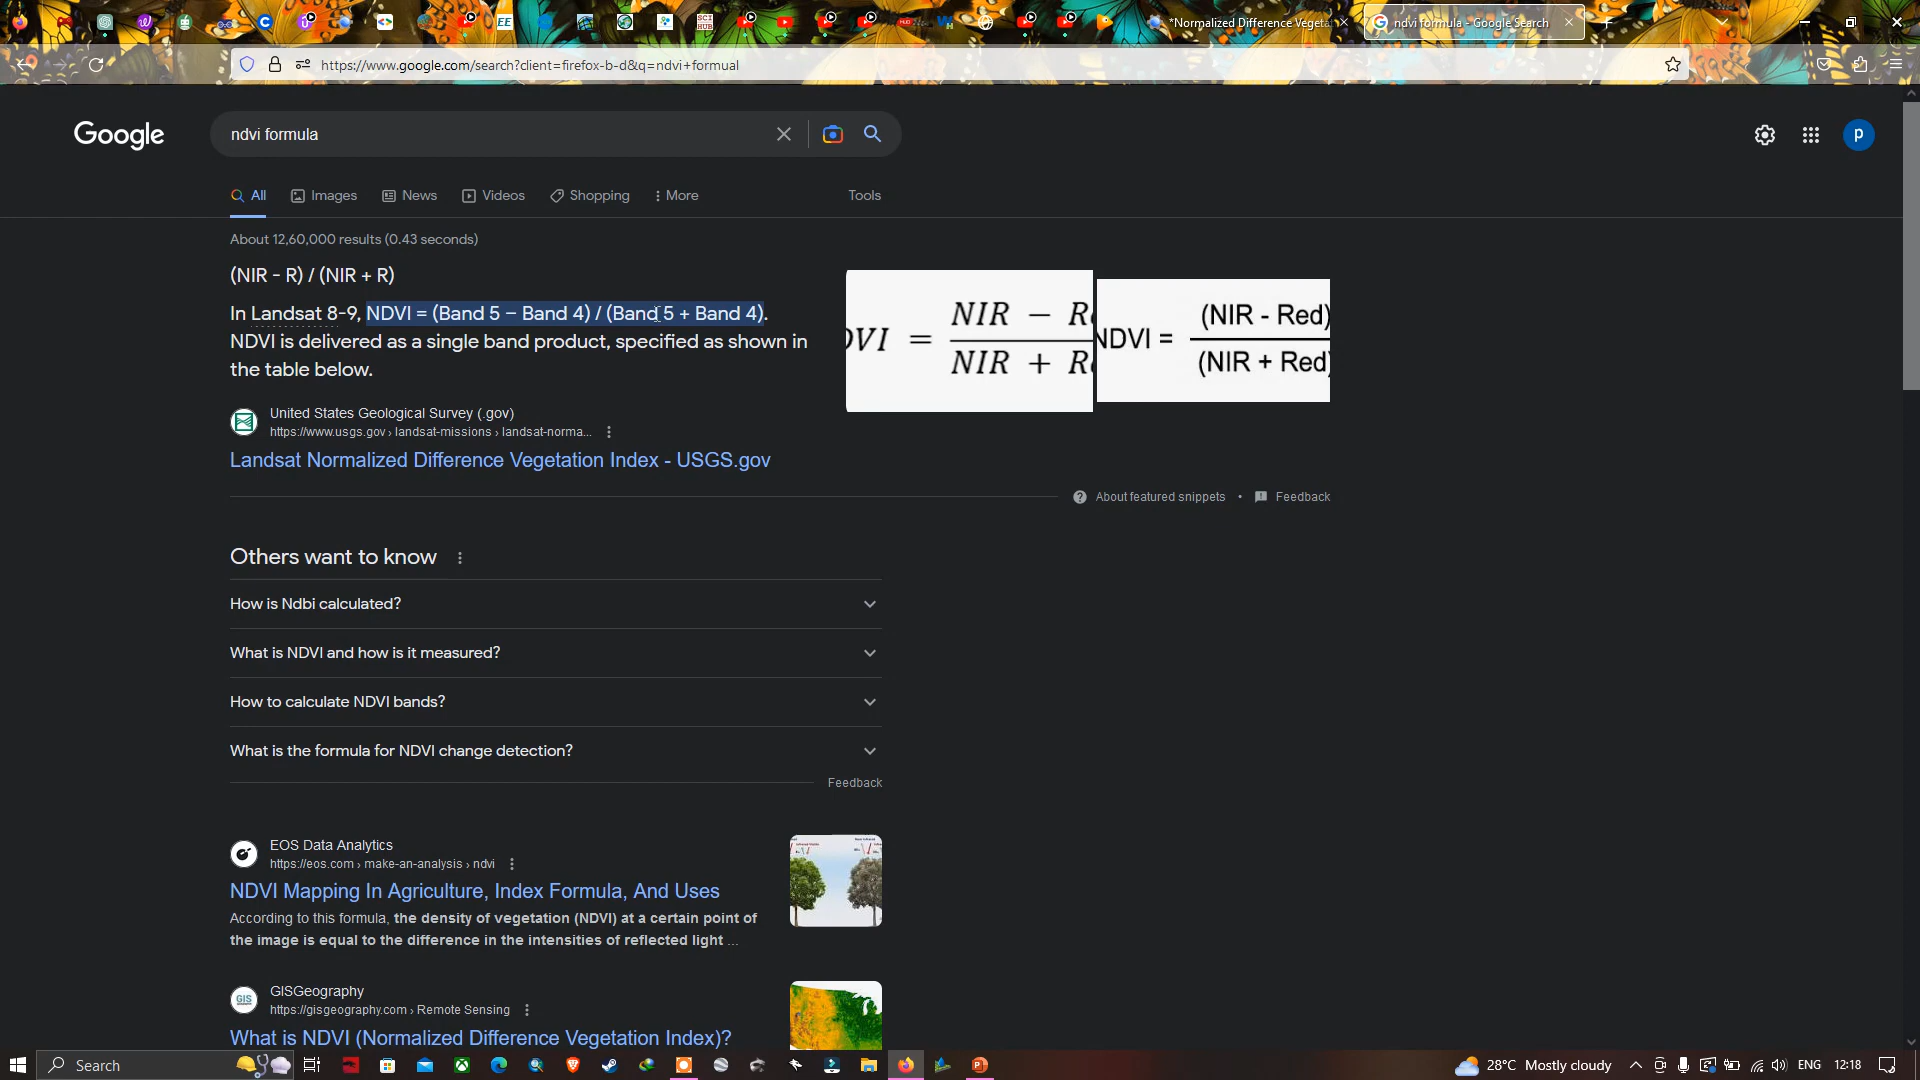 *Normalized Difference Vegeta
ndvi formula - Google Search
https://www.google.com/search?client=firefox-b-d&q=ndvi+formual
Google
ndvi formula
p
All
Images
News
Videos
Shopping
More
Tools
About 12,60,000 results (0.43 seconds)
(NIR - R) / (NIR + R)
In Landsat 8-9, NDVI = (Band 5 – Band 4) / (Band 5 + Band 4).
NDVI is delivered as a single band product, specified as shown in
the table below.
DVI = NIR − Re
NIR + Re
NDVI = (NIR - Red)
(NIR + Red)
United States Geological Survey (.gov)
https://www.usgs.gov › landsat-missions › landsat-norma...
Landsat Normalized Difference Vegetation Index - USGS.gov
About featured snippets • Feedback
Others want to know
How is Ndbi calculated?
What is NDVI and how is it measured?
How to calculate NDVI bands?
What is the formula for NDVI change detection?
Feedback
EOS Data Analytics
https://eos.com › make-an-analysis › ndvi
NDVI Mapping In Agriculture, Index Formula, And Uses
According to this formula, the density of vegetation (NDVI) at a certain point of
the image is equal to the difference in the intensities of reflected light ...
GIS
GISGeography
https://gisgeography.com › Remote Sensing
What is NDVI (Normalized Difference Vegetation Index)?
Search
28°C Mostly cloudy
ENG
12:18